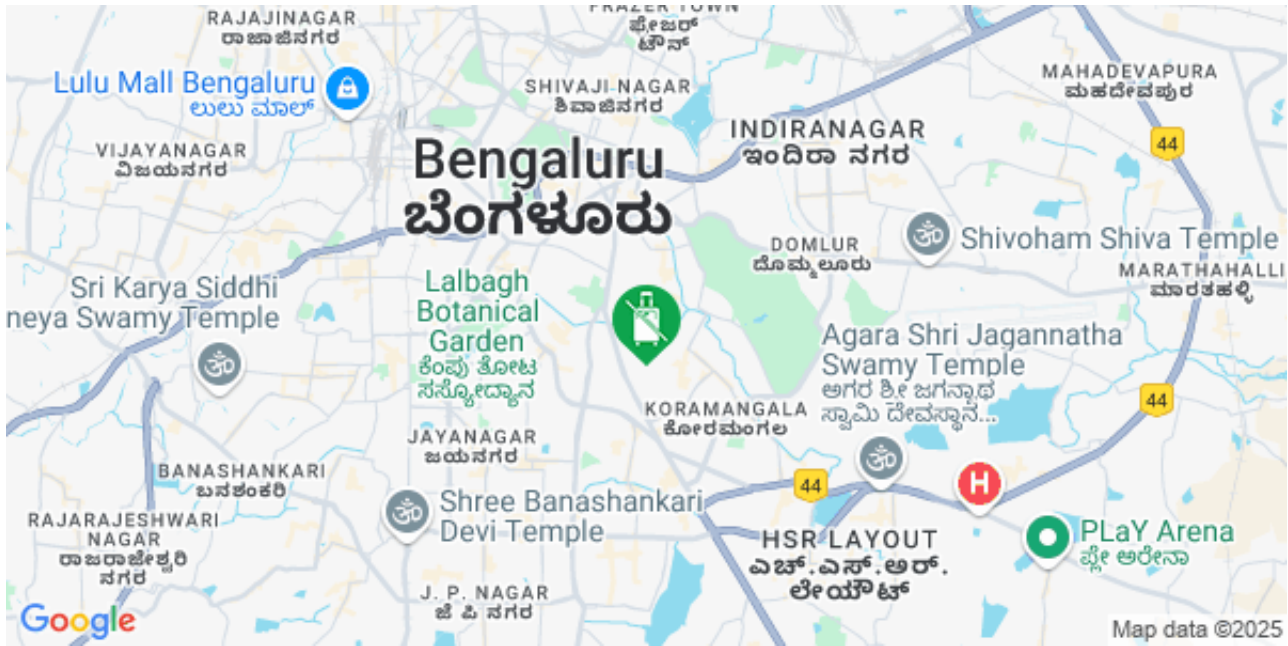 FRAZER TOWN
ಫ್ರೇಜರ್
ಟೌನ್
RAJAJINAGAR
ರಾಜಾಜಿನಗರ
Lulu Mall Bengaluru
ಲುಲು ಮಾಲ್
SHIVAJI NAGAR
ಶಿವಾಜಿನಗರ
MAHADEVAPURA
ಮಹದೇವಪುರ
44
INDIRANAGAR
ಇಂದಿರಾ ನಗರ
VIJAYANAGAR
ವಿಜಯನಗರ
Bengaluru
ಬೆಂಗಳೂರು
DOMLUR
ದೊಮ್ಮಲೂರು
Shivoham Shiva Temple
MARATHAHALLI
ಮಾರತಹಳ್ಳಿ
Sri Karya Siddhi
neya Swamy Temple
Lalbagh
Botanical
Garden
ಕೆಂಪು ತೋಟ
ಸಸ್ಯೋದ್ಯಾನ
Agara Shri Jagannatha
Swamy Temple
ಅಗರ ಶ್ರೀ ಜಗನ್ನಾಥ
ಸ್ವಾಮಿ ದೇವಸ್ಥಾನ...
44
KORAMANGALA
ಕೋರಮಂಗಲ
JAYANAGAR
ಜಯನಗರ
BANASHANKARI
ಬನಶಂಕರಿ
44
H
Shree Banashankari
Devi Temple
RAJARAJESHWARI
NAGAR
ರಾಜರಾಜೇಶ್ವರಿ
ನಗರ
HSR LAYOUT
ಎಚ್.ಎಸ್.ಅರ್.
ಲೇಯೌಟ್
PLaY Arena
ಪ್ಲೇ ಅರೇನಾ
J. P. NAGAR
ಜೆ ಪಿ ನಗರ
Google
Map data ©2025